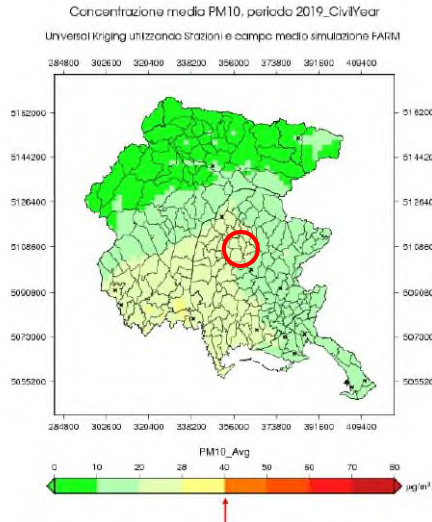 Concentrazione media PM10, periodo 2019_CivilYear
Universal Kriging utilizzando Stazioni e campo medio simulazione FARM
284800 302600 320400 338200 356000 373800 391600 409400
5162000 5162000
5144200 5144200
5126400 5126400
5108600 5108600
5090800 5090800
5073000 5073000
5055200 5055200
284800 302600 320400 338200 356000 373800 391600 409400
PM10_Avg
0 10 20 28 40 50 60 70 80
µg/m³